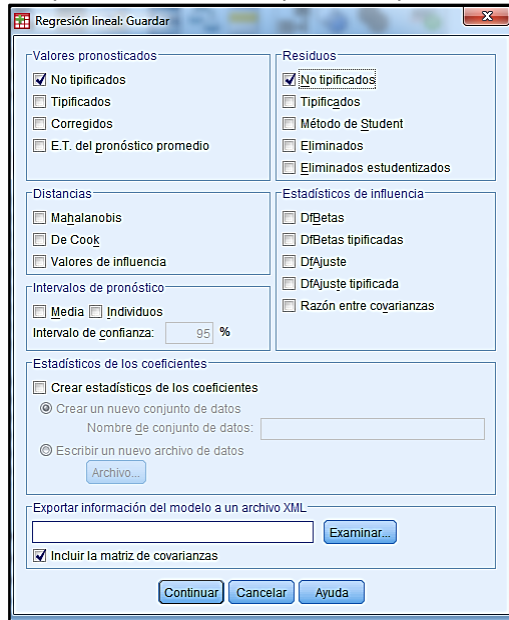 Regresión lineal: Guardar
X
Valores pronosticados
No tipificados
Tipificados
Corregidos
E.T. del pronóstico promedio
Residuos
No tipificados
Tipificados
Método de Student
Eliminados
Eliminados estudentizados
Distancias
Mahalanobis
De Cook
Valores de influencia
Estadísticos de influencia
DfBetas
DfBetas tipificadas
DfAjuste
DfAjuste tipificada
Razón entre covarianzas
Intervalos de pronóstico
Media Individuos
Intervalo de confianza: 95 %
Estadísticos de los coeficientes
Crear estadísticos de los coeficientes
Crear un nuevo conjunto de datos
Nombre de conjunto de datos:
Escribir un nuevo archivo de datos
Archivo...
Exportar información del modelo a un archivo XML
Examinar...
Incluir la matriz de covarianzas
Continuar Cancelar Ayuda